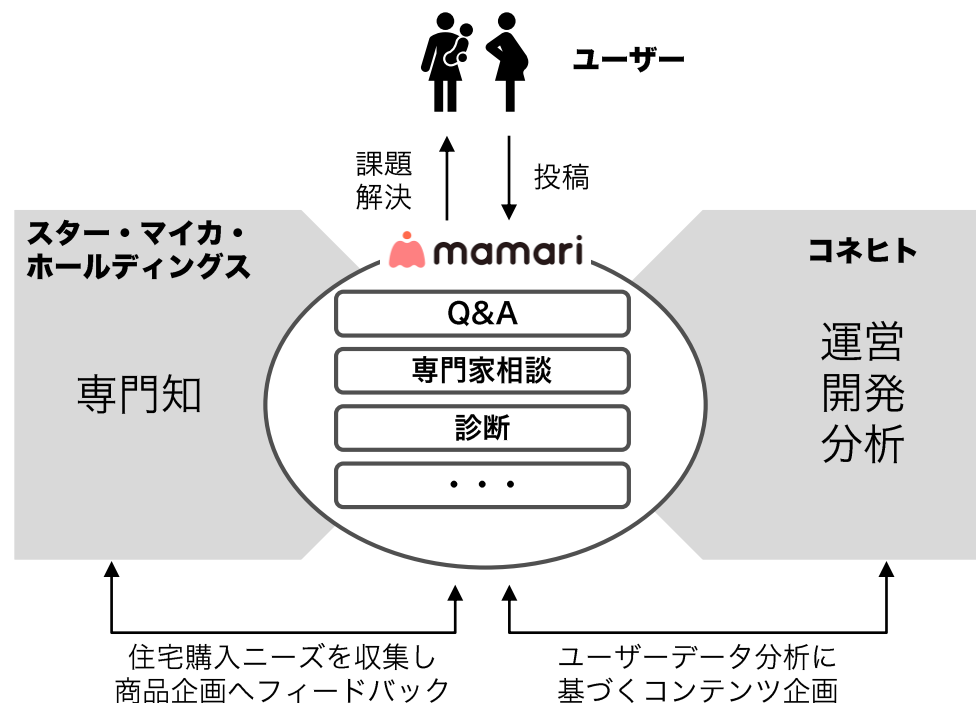 ユーザー
課題
解決
投稿
スター・マイカ・
ホールディングス
mamari
コネヒト
Q&A
専門家相談
診断
・・・
専門知
運営
開発
分析
住宅購入ニーズを収集し
商品企画へフィードバック
ユーザーデータ分析に
基づくコンテンツ企画